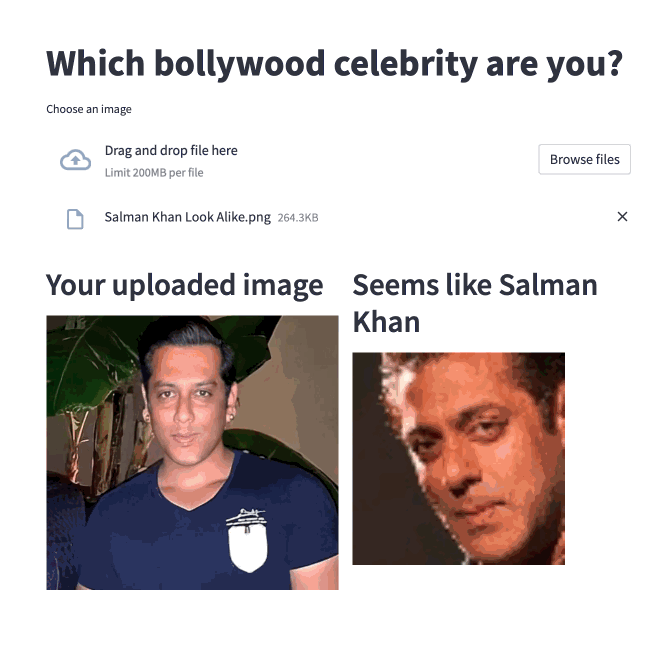 Which bollywood celebrity are you?
Choose an image
Drag and drop file here
Limit 200MB per file
Browse files
Salman Khan Look Alike.png 264.3KB
Your uploaded image
Seems like Salman
Khan